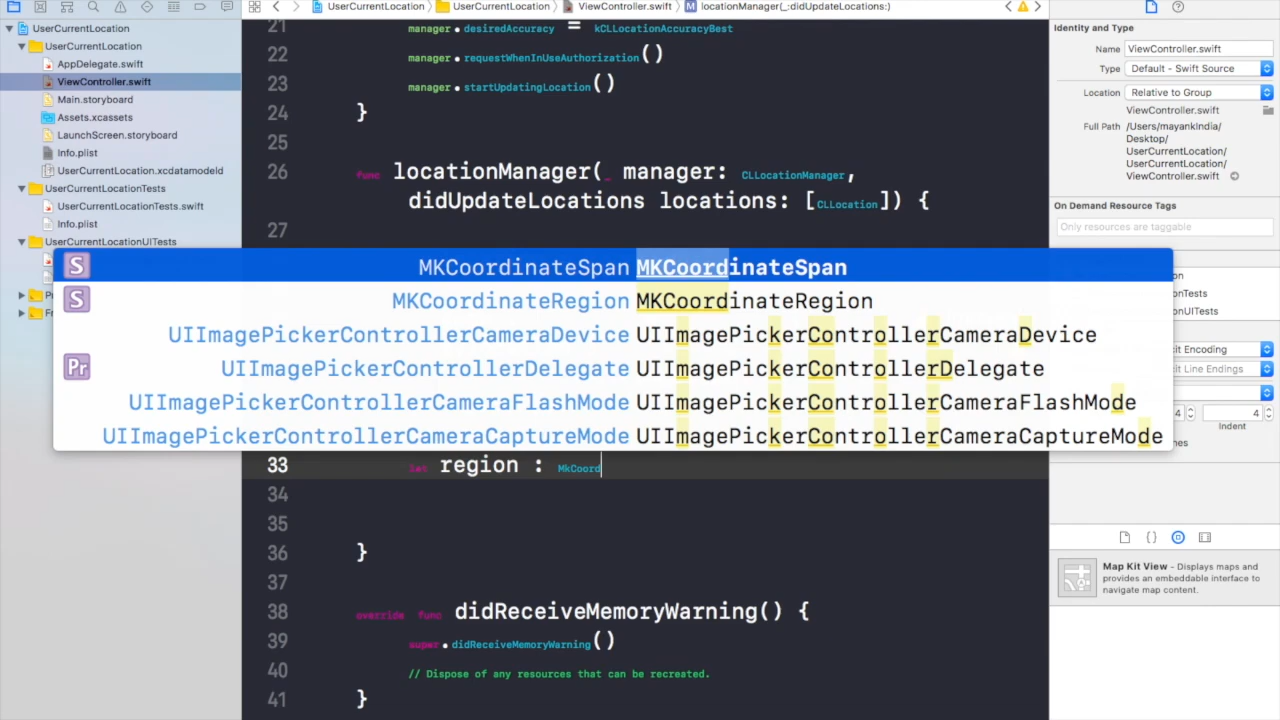 UserCurrentLocation
UserCurrentLocation
ViewController.swift
M locationManager(_:didUpdateLocations:)
UserCurrentLocation
UserCurrentLocation
AppDelegate.swift
ViewController.swift
Main.storyboard
Assets.xcassets
LaunchScreen.storyboard
Info.plist
UserCurrentLocation.xcdatamodeld
UserCurrentLocationTests
UserCurrentLocationTests.swift
Info.plist
UserCurrentLocationUITests
21 manager.desiredAccuracy = kCLLocationAccuracyBest
22 manager.requestWhenInUseAuthorization()
23 manager.startUpdatingLocation()
24 }
25
26 func locationManager(_ manager: CLLocationManager,
didUpdateLocations locations: [CLLocation]) {
27
S MKCoordinateSpan MKCoordinateSpan
S MKCoordinateRegion MKCoordinateRegion
UIImagePickerControllerCameraDevice UIImagePickerControllerCameraDevice
Pr UIImagePickerControllerDelegate UIImagePickerControllerDelegate
UIImagePickerControllerCameraFlashMode UIImagePickerControllerCameraFlashMode
UIImagePickerControllerCameraCaptureMode UIImagePickerControllerCameraCaptureMode
33 let region : MkCoord
34
35
36 }
37
38 override func didReceiveMemoryWarning() {
39 super.didReceiveMemoryWarning()
40 // Dispose of any resources that can be recreated.
41 }
Identity and Type
Name ViewController.swift
Type Default - Swift Source
Location Relative to Group
ViewController.swift
Full Path /Users/mayankIndia/
Desktop/
UserCurrentLocation/
UserCurrentLocation/
ViewController.swift
On Demand Resource Tags
Only resources are taggable
Encoding
Line Endings
4 4
Indent
Map Kit View - Displays maps and
provides an embeddable interface to
navigate map content.